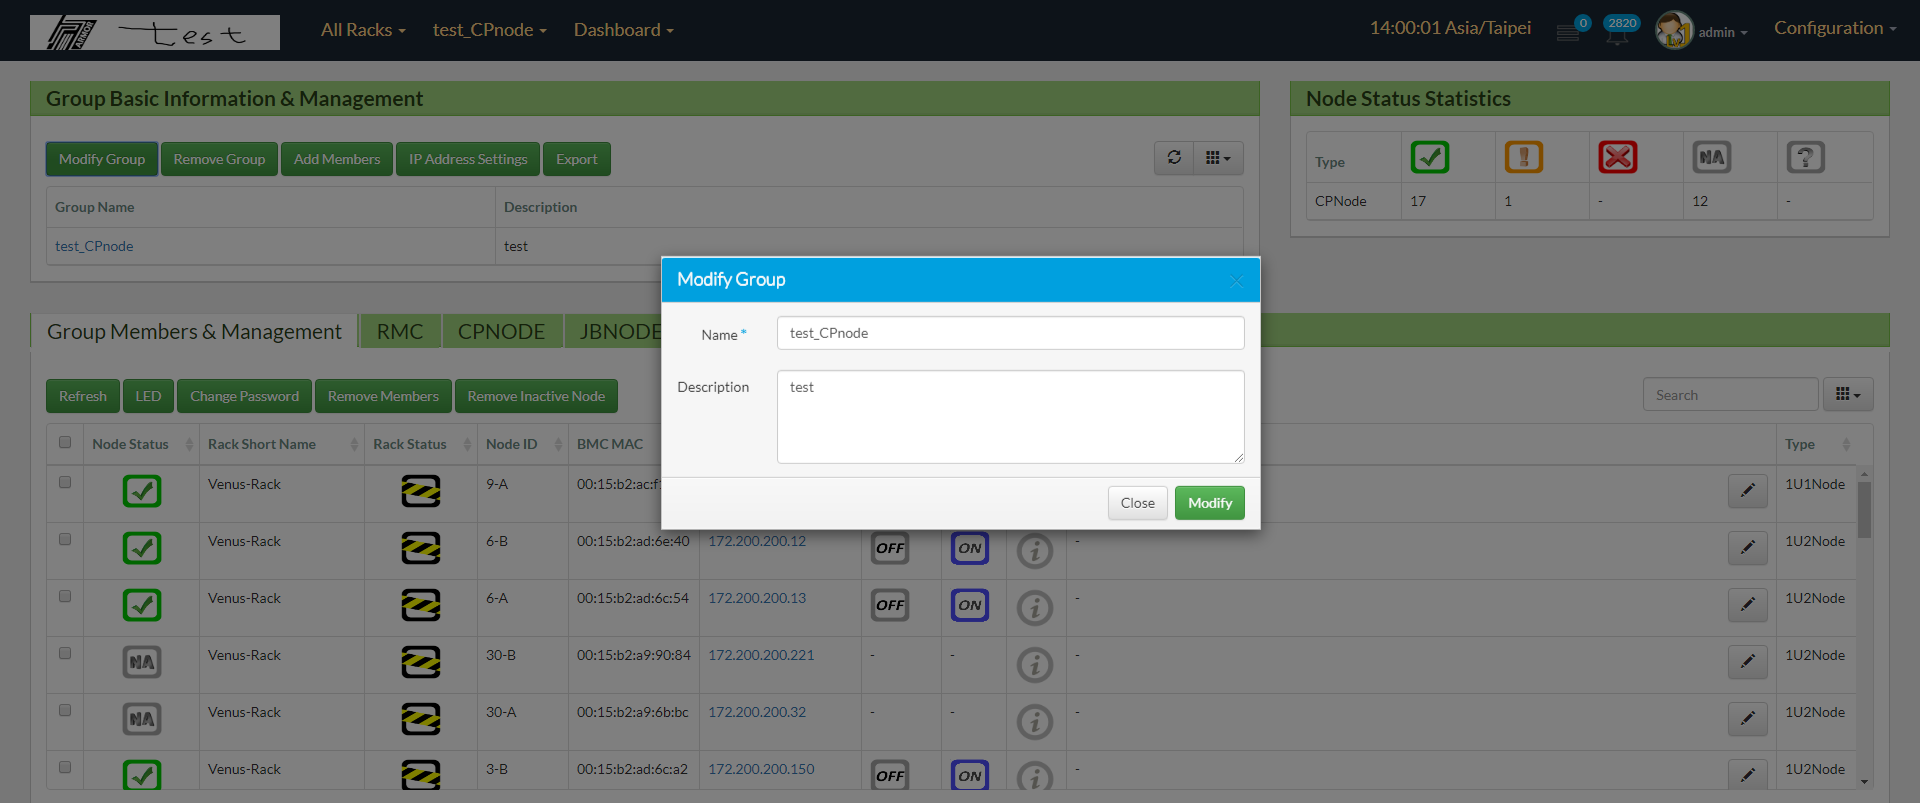 ARMOR test All Racks test_CPnode Dashboard 14:00:01 Asia/Taipei 0 2820 admin Configuration
Group Basic Information & Management
Modify Group Remove Group Add Members IP Address Settings Export
Group Name Description
test_CPnode test
Node Status Statistics
Type NA ?
CPNode 17 1 - 12 -
Modify Group ×
Name * test_CPnode
Description test
Close Modify
Group Members & Management RMC CPNODE JBNODE
Refresh LED Change Password Remove Members Remove Inactive Node Search
Node Status Rack Short Name Rack Status Node ID BMC MAC Type
Venus-Rack 9-A 00:15:b2:ac:f 1U1Node
Venus-Rack 6-B 00:15:b2:ad:6e:40 172.200.200.12 OFF ON i - 1U2Node
Venus-Rack 6-A 00:15:b2:ad:6c:54 172.200.200.13 OFF ON i - 1U2Node
NA Venus-Rack 30-B 00:15:b2:a9:90:84 172.200.200.221 - - i - 1U2Node
NA Venus-Rack 30-A 00:15:b2:a9:6b:bc 172.200.200.32 - - i - 1U2Node
Venus-Rack 3-B 00:15:b2:ad:6c:a2 172.200.200.150 OFF ON i - 1U2Node